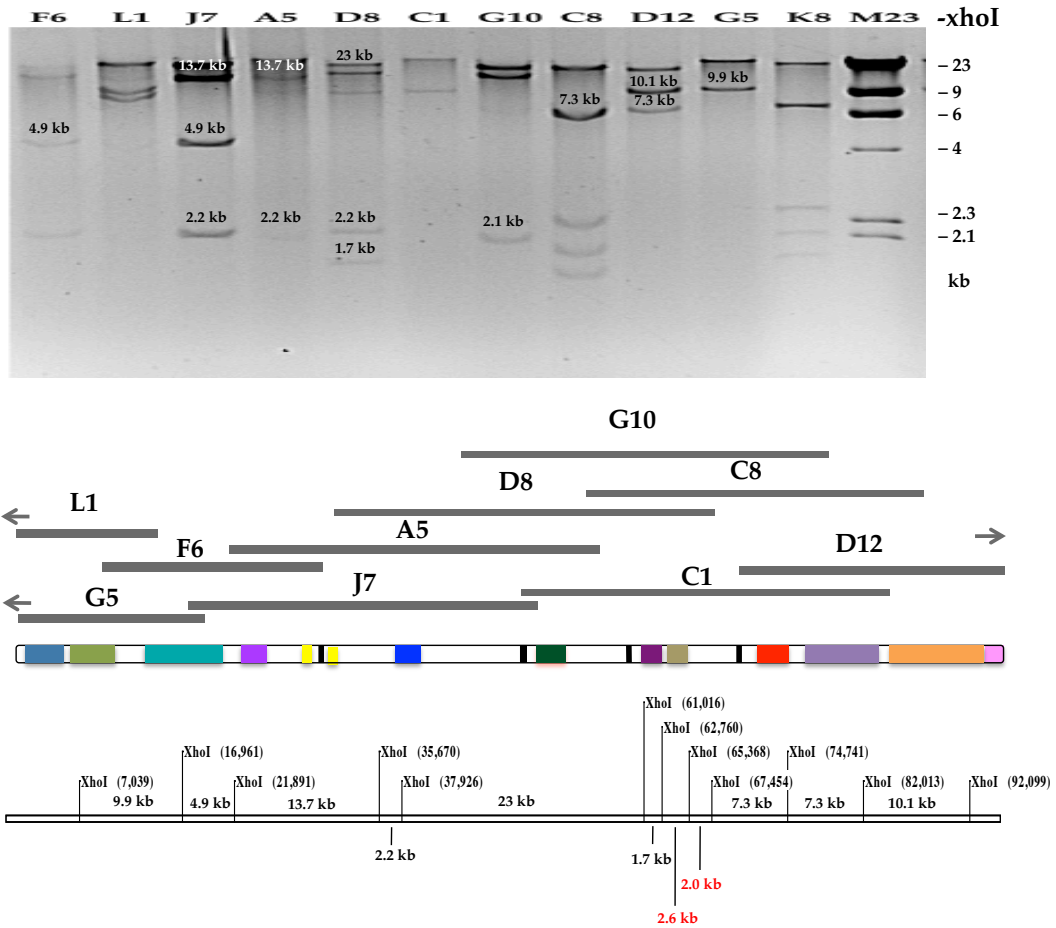 F6 L1 J7 A5 D8 C1 G10 C8 D12 G5 K8 M23 -xhoI
13.7 kb 13.7 kb 23 kb 10.1 kb 9.9 kb – 23
7.3 kb 7.3 kb – 9
4.9 kb 4.9 kb – 6
– 4
2.2 kb 2.2 kb 2.2 kb 2.1 kb – 2.3
1.7 kb – 2.1
kb
G10
C8
D8
L1
A5
D12
F6
J7
C1
G5
XhoI (61,016)
XhoI (62,760)
XhoI (16,961) XhoI (35,670) XhoI (65,368) XhoI (74,741)
XhoI (7,039) XhoI (21,891) XhoI (37,926) XhoI (67,454) XhoI (82,013) XhoI (92,099)
9.9 kb 4.9 kb 13.7 kb 23 kb 7.3 kb 7.3 kb 10.1 kb
2.2 kb 1.7 kb
2.0 kb
2.6 kb